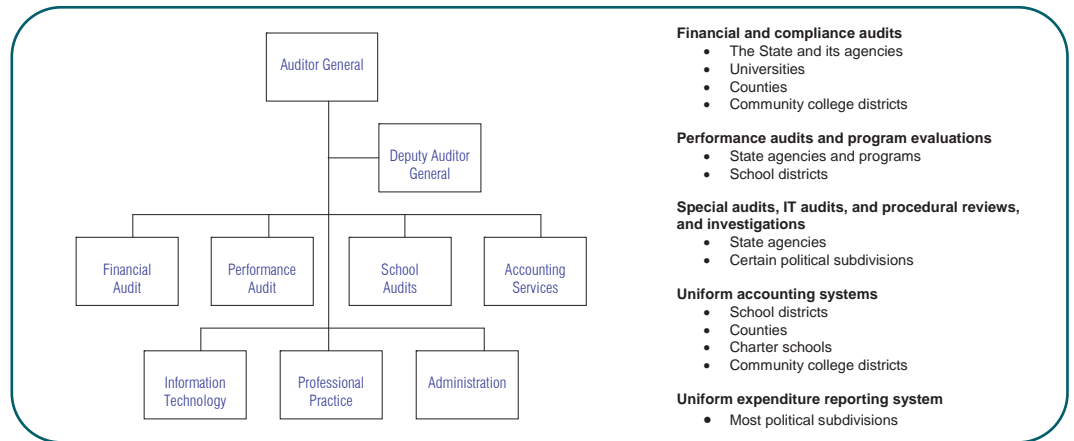 Auditor General
Deputy Auditor
General
Financial
Audit
Performance
Audit
School
Audits
Accounting
Services
Information
Technology
Professional
Practice
Administration
Financial and compliance audits
• The State and its agencies
• Universities
• Counties
• Community college districts
Performance audits and program evaluations
• State agencies and programs
• School districts
Special audits, IT audits, and procedural reviews,
and investigations
• State agencies
• Certain political subdivisions
Uniform accounting systems
• School districts
• Counties
• Charter schools
• Community college districts
Uniform expenditure reporting system
• Most political subdivisions